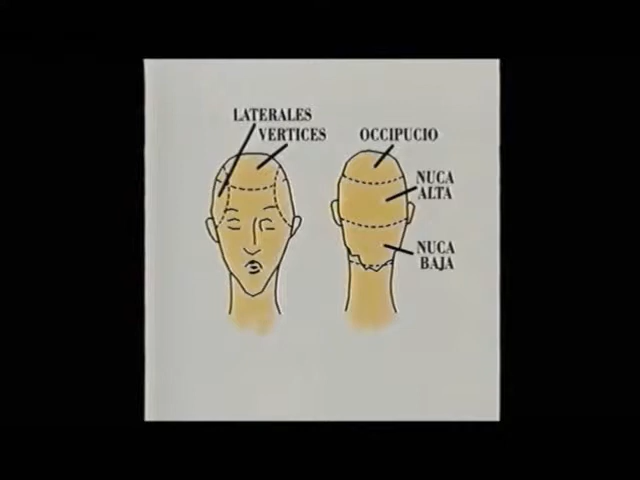 LATERALES
VERTICES
OCCIPUCIO
NUCA
ALTA
NUCA
BAJA